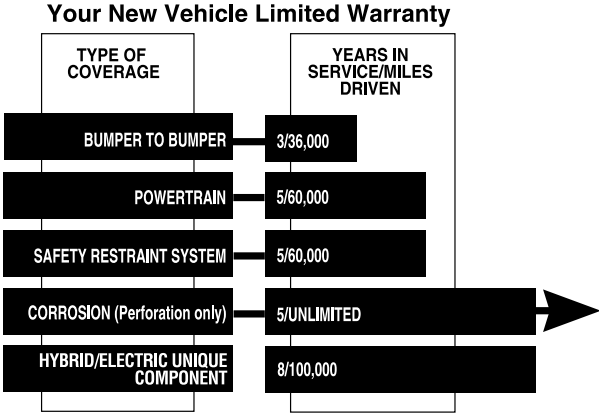 Your New Vehicle Limited Warranty
TYPE OF
COVERAGE
YEARS IN
SERVICE/MILES
DRIVEN
BUMPER TO BUMPER
3/36,000
POWERTRAIN
5/60,000
SAFETY RESTRAINT SYSTEM
5/60,000
CORROSION (Perforation only)
5/UNLIMITED
HYBRID/ELECTRIC UNIQUE
COMPONENT
8/100,000